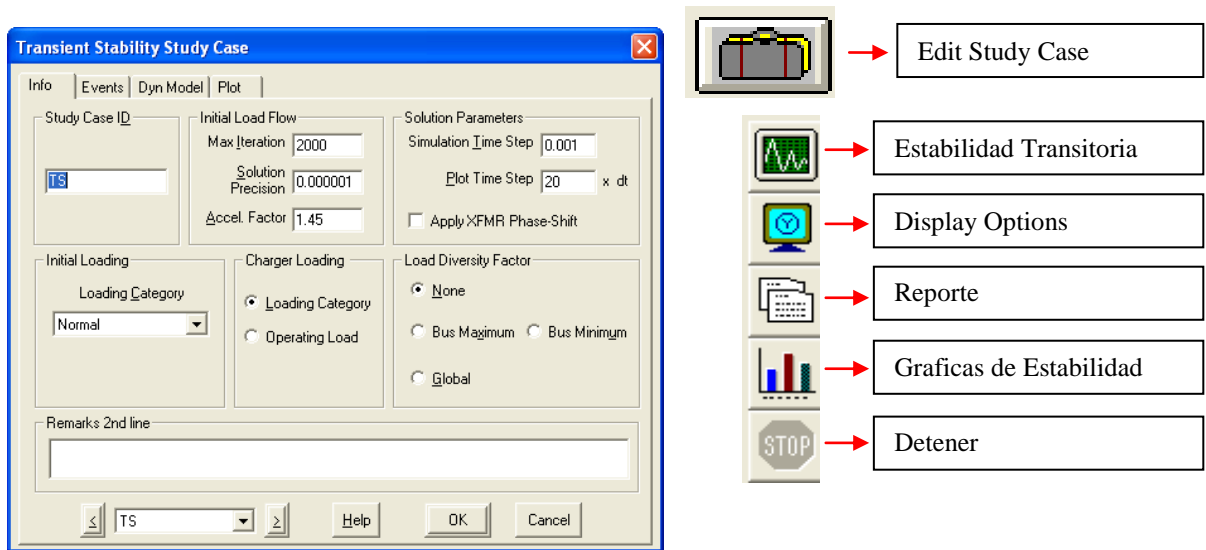 Transient Stability Study Case
Info Events Dyn Model Plot
Study Case ID
TS
Initial Load Flow
Max Iteration 2000
Solution
Precision 0.000001
Accel. Factor 1.45
Solution Parameters
Simulation Time Step 0.001
Plot Time Step 20 x dt
Apply XFMR Phase-Shift
Initial Loading
Loading Category
Normal
Charger Loading
Loading Category
Operating Load
Load Diversity Factor
None
Bus Maximum Bus Minimum
Global
Remarks 2nd line
< TS > Help OK Cancel
Edit Study Case
Estabilidad Transitoria
Display Options
Reporte
Graficas de Estabilidad
STOP
Detener